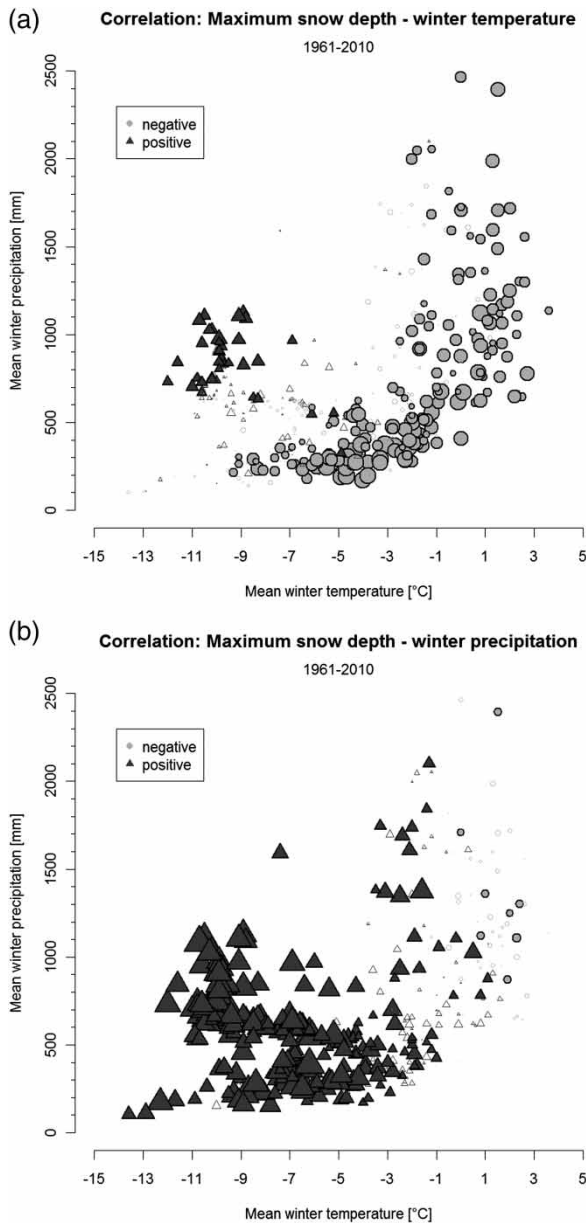 (a)
Correlation: Maximum snow depth - winter temperature
1961-2010
negative
positive
Mean winter precipitation [mm]
2500
2000
1500
1000
500
0
-15 -13 -11 -9 -7 -5 -3 -1 1 3 5
Mean winter temperature [°C]
(b)
Correlation: Maximum snow depth - winter precipitation
1961-2010
negative
positive
Mean winter precipitation [mm]
2500
2000
1500
1000
500
0
-15 -13 -11 -9 -7 -5 -3 -1 1 3 5
Mean winter temperature [°C]